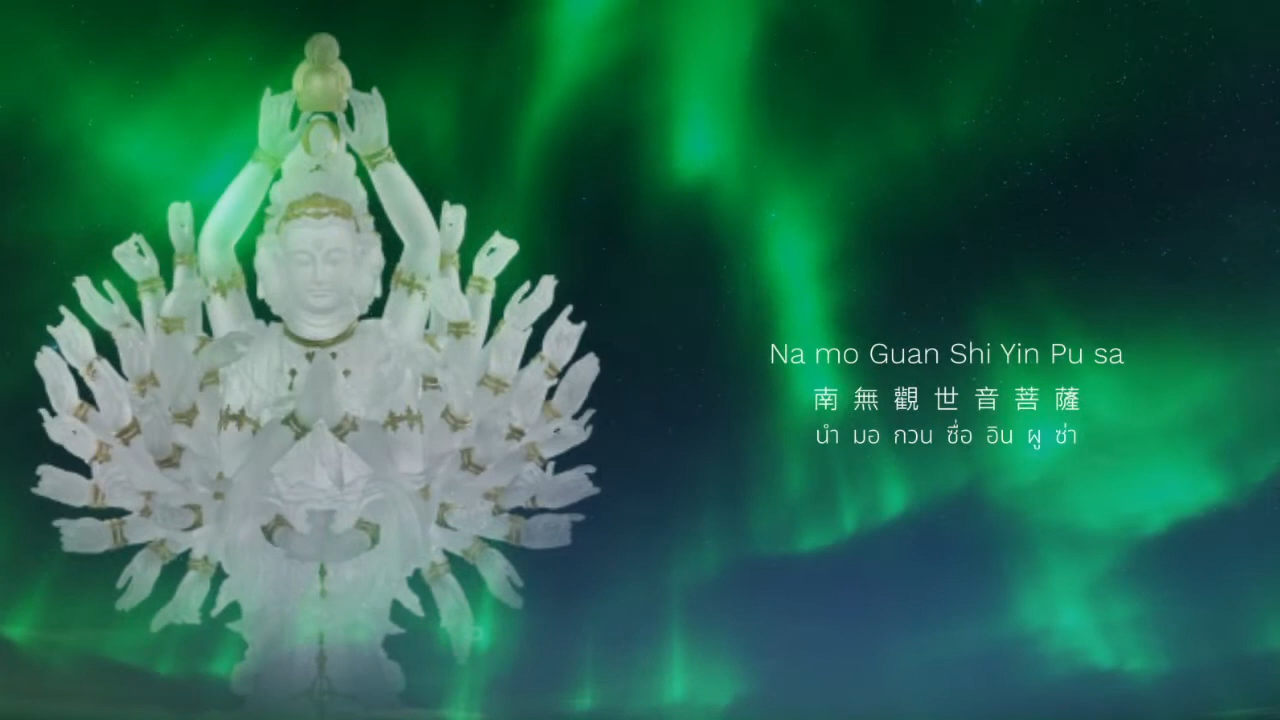 Na mo Guan Shi Yin Pu sa
南 無 觀 世 音 菩 薩
นำ มอ กวน ซื่อ อิน ผู ซ่า